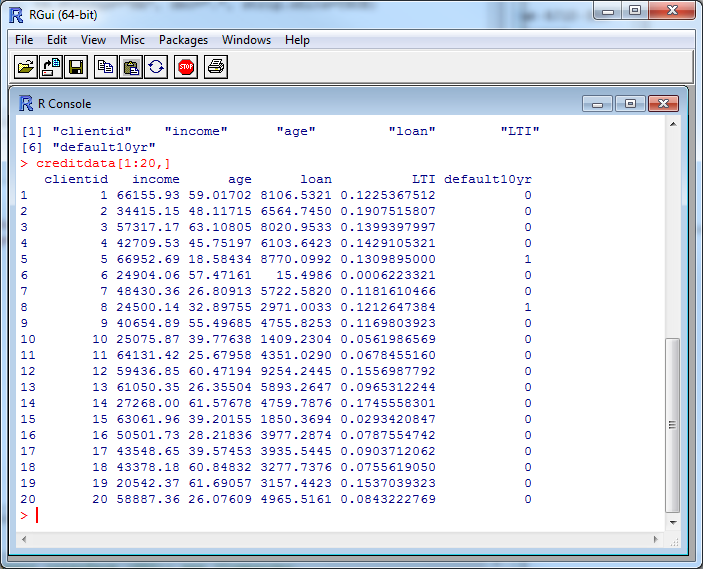 RGui (64-bit)
File Edit View Misc Packages Windows Help
STOP
R Console
[1] "clientid" "income" "age" "loan" "LTI"
[6] "default10yr"
> creditdata[1:20,]
clientid income age loan LTI default10yr
1 1 66155.93 59.01702 8106.5321 0.1225367512 0
2 2 34415.15 48.11715 6564.7450 0.1907515807 0
3 3 57317.17 63.10805 8020.9533 0.1399397997 0
4 4 42709.53 45.75197 6103.6423 0.1429105321 0
5 5 66952.69 18.58434 8770.0992 0.1309895000 1
6 6 24904.06 57.47161 15.4986 0.0006223321 0
7 7 48430.36 26.80913 5722.5820 0.1181610466 0
8 8 24500.14 32.89755 2971.0033 0.1212647384 1
9 9 40654.89 55.49685 4755.8253 0.1169803923 0
10 10 25075.87 39.77638 1409.2304 0.0561986569 0
11 11 64131.42 25.67958 4351.0290 0.0678455160 0
12 12 59436.85 60.47194 9254.2445 0.1556987792 0
13 13 61050.35 26.35504 5893.2647 0.0965312244 0
14 14 27268.00 61.57678 4759.7876 0.1745558301 0
15 15 63061.96 39.20155 1850.3694 0.0293420847 0
16 16 50501.73 28.21836 3977.2874 0.0787554742 0
17 17 43548.65 39.57453 3935.5445 0.0903712062 0
18 18 43378.18 60.84832 3277.7376 0.0755619050 0
19 19 20542.37 61.69057 3157.4423 0.1537039323 0
20 20 58887.36 26.07609 4965.5161 0.0843222769 0
>